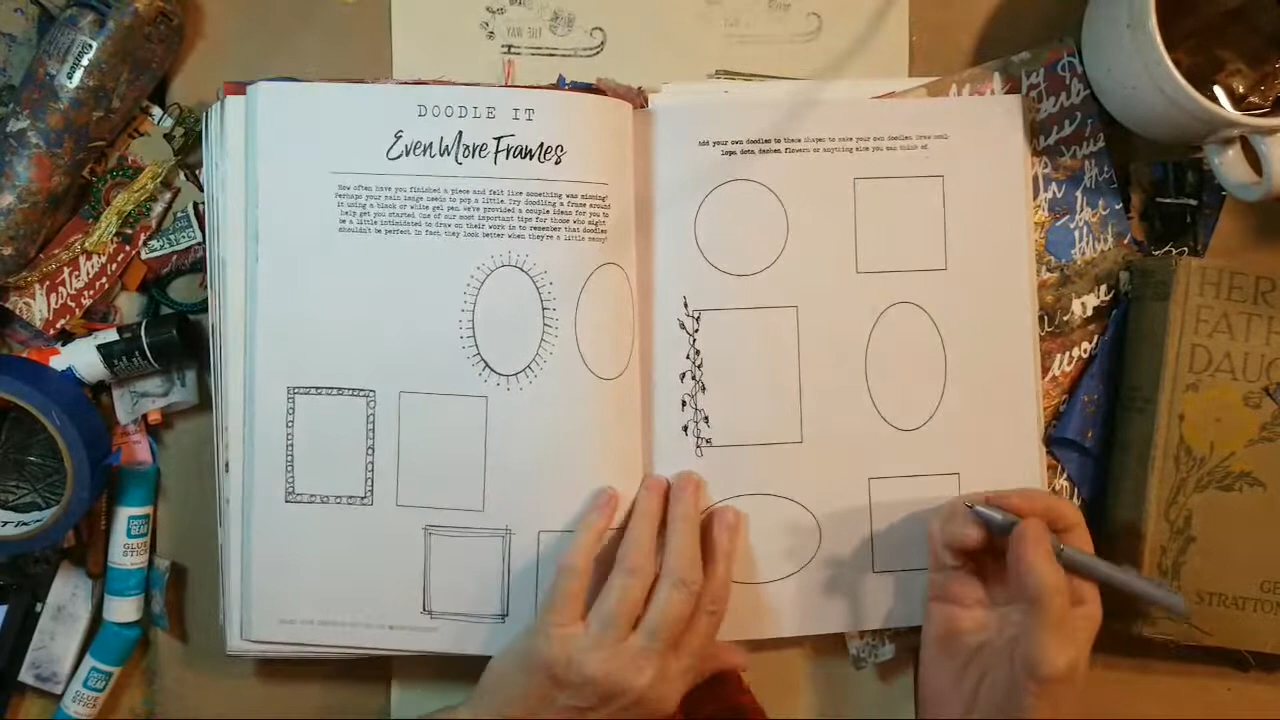 THE WAY
DOODLE IT
Even More Frames
How often have you finished a piece and felt like something was missing?
Perhaps your main image needs to pop a little. Try doodling a frame around
it using a black or white gel pen. We've provided a couple ideas for you to
help get you started. One of our most important tips for those who might
be a little intimidated to draw on their work is to remember that doodles
shouldn't be perfect. In fact, they look better when they're a little messy!
Add your own doodles to these shapes to make your own doodles. Draw scal-
lops, dots, dashes, flowers or anything else you can think of.
GLUE
STICK
GLUE
STICK
HER
FATH
DAUG
GE
STRATTON